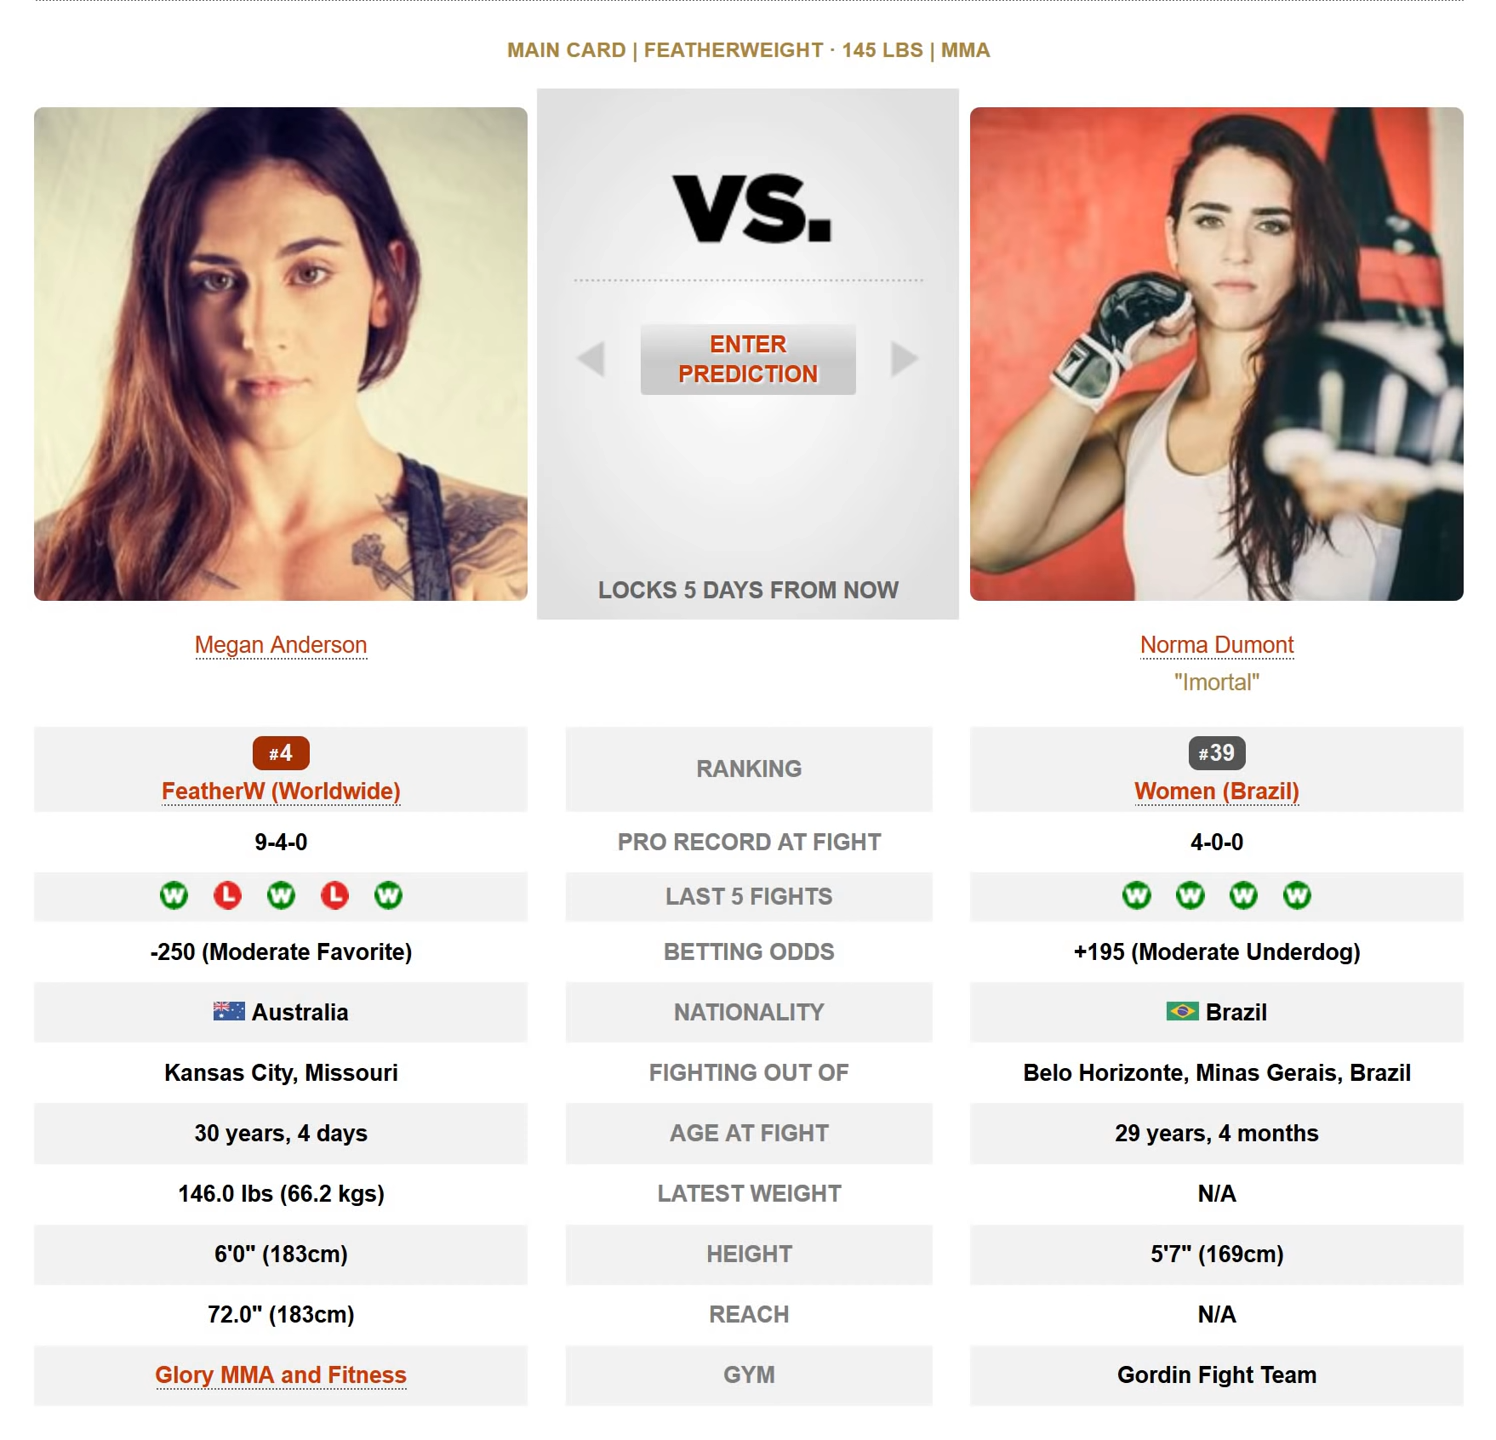 MAIN CARD | FEATHERWEIGHT · 145 LBS | MMA
VS.
ENTER
PREDICTION
LOCKS 5 DAYS FROM NOW
Megan Anderson
Norma Dumont
"Imortal"
#4 RANKING #39
FeatherW (Worldwide) Women (Brazil)
9-4-0 PRO RECORD AT FIGHT 4-0-0
W L W L W LAST 5 FIGHTS W W W W
-250 (Moderate Favorite) BETTING ODDS +195 (Moderate Underdog)
Australia NATIONALITY Brazil
Kansas City, Missouri FIGHTING OUT OF Belo Horizonte, Minas Gerais, Brazil
30 years, 4 days AGE AT FIGHT 29 years, 4 months
146.0 lbs (66.2 kgs) LATEST WEIGHT N/A
6'0" (183cm) HEIGHT 5'7" (169cm)
72.0" (183cm) REACH N/A
Glory MMA and Fitness GYM Gordin Fight Team